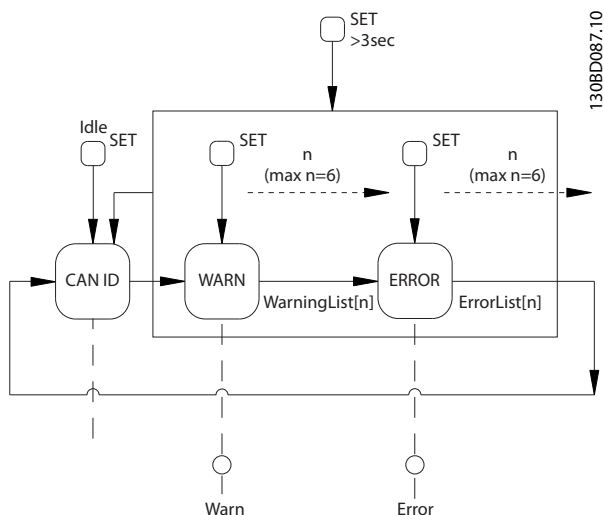 SET
>3sec
130BD087.10
Idle
SET
SET
n
(max n=6)
SET
n
(max n=6)
CAN ID
WARN
WarningList[n]
ERROR
ErrorList[n]
Warn
Error